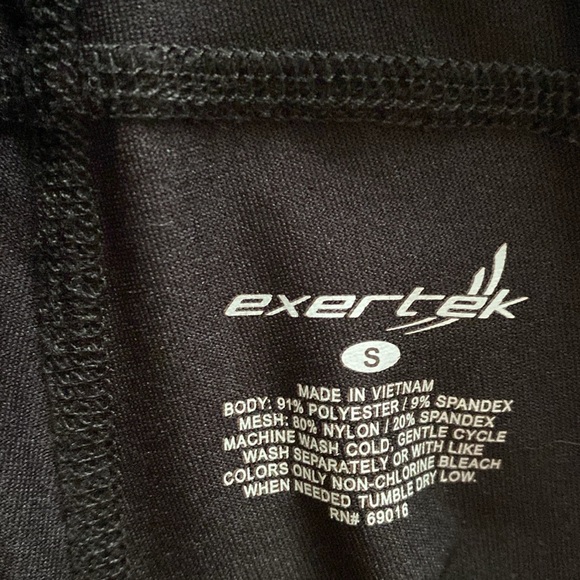 exertek
S
MADE IN VIETNAM
BODY: 91% POLYESTER / 9% SPANDEX
MESH: 80% NYLON / 20% SPANDEX
MACHINE WASH COLD, GENTLE CYCLE
WASH SEPARATELY OR WITH LIKE
COLORS ONLY NON-CHLORINE BLEACH
WHEN NEEDED TUMBLE DRY LOW.
RN# 69016